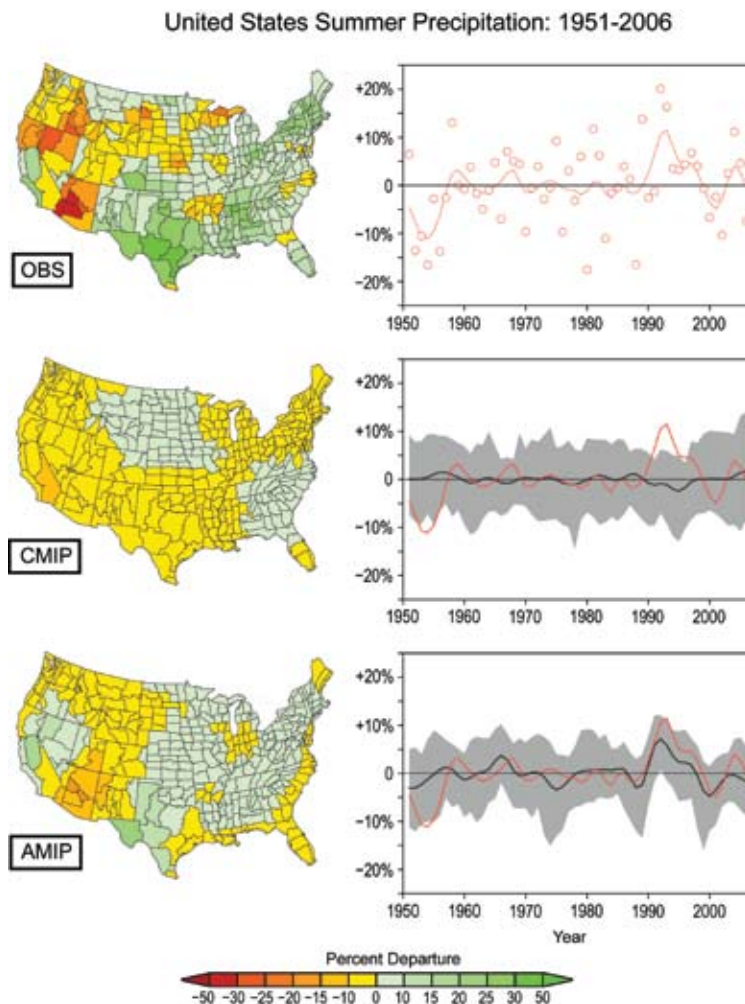 United States Summer Precipitation: 1951-2006
OBS
+20%
+10%
0
−10%
−20%
1950 1960 1970 1980 1990 2000
CMIP
+20%
+10%
0
−10%
−20%
1950 1960 1970 1980 1990 2000
AMIP
+20%
+10%
0
−10%
−20%
1950 1960 1970 1980 1990 2000
Year
Percent Departure
−50 −30 −25 −20 −15 −10 0 10 15 20 25 30 50